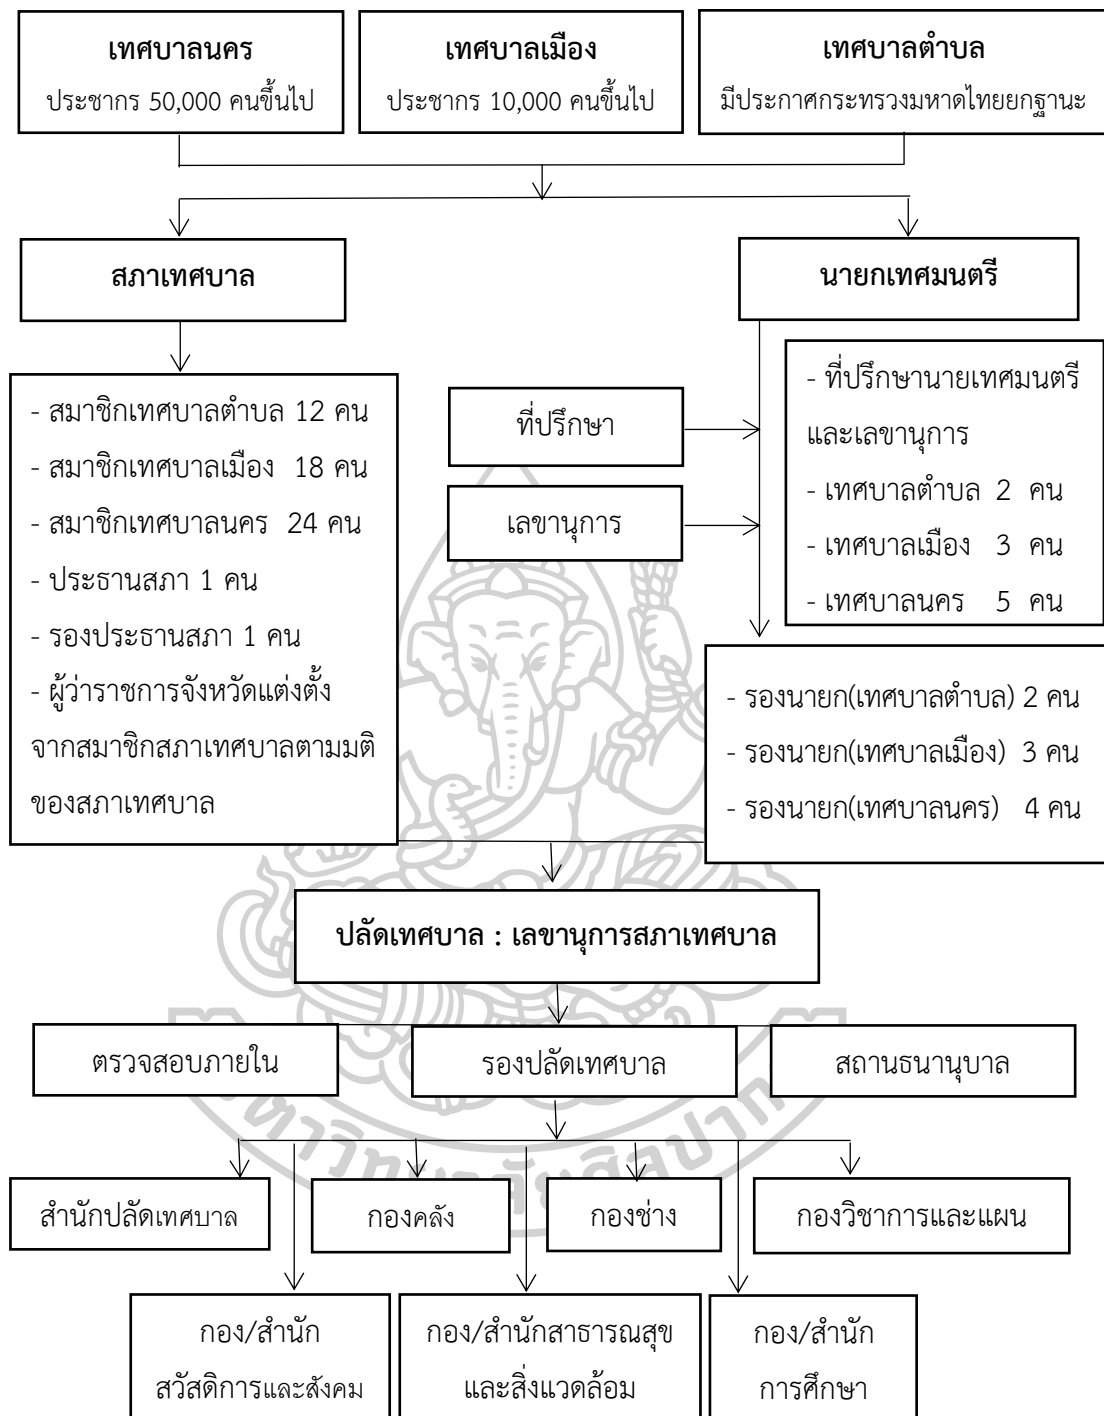 เทศบาลนคร
ประชากร 50,000 คนขึ้นไป
เทศบาลเมือง
ประชากร 10,000 คนขึ้นไป
เทศบาลตำบล
มีประกาศกระทรวงมหาดไทยยกฐานะ
สภาเทศบาล
นายกเทศมนตรี
- สมาชิกเทศบาลตำบล 12 คน
- สมาชิกเทศบาลเมือง 18 คน
- สมาชิกเทศบาลนคร 24 คน
- ประธานสภา 1 คน
- รองประธานสภา 1 คน
- ผู้ว่าราชการจังหวัดแต่งตั้ง
จากสมาชิกสภาเทศบาลตามมติ
ของสภาเทศบาล
ที่ปรึกษา
เลขานุการ
- ที่ปรึกษานายเทศมนตรี
และเลขานุการ
- เทศบาลตำบล 2 คน
- เทศบาลเมือง 3 คน
- เทศบาลนคร 5 คน
- รองนายก(เทศบาลตำบล) 2 คน
- รองนายก(เทศบาลเมือง) 3 คน
- รองนายก(เทศบาลนคร) 4 คน
ปลัดเทศบาล : เลขานุการสภาเทศบาล
ตรวจสอบภายใน
รองปลัดเทศบาล
สถานธนานุบาล
สำนักปลัดเทศบาล
กองคลัง
กองช่าง
กองวิชาการและแผน
กอง/สำนัก
สวัสดิการและสังคม
กอง/สำนักสาธารณสุข
และสิ่งแวดล้อม
กอง/สำนัก
การศึกษา